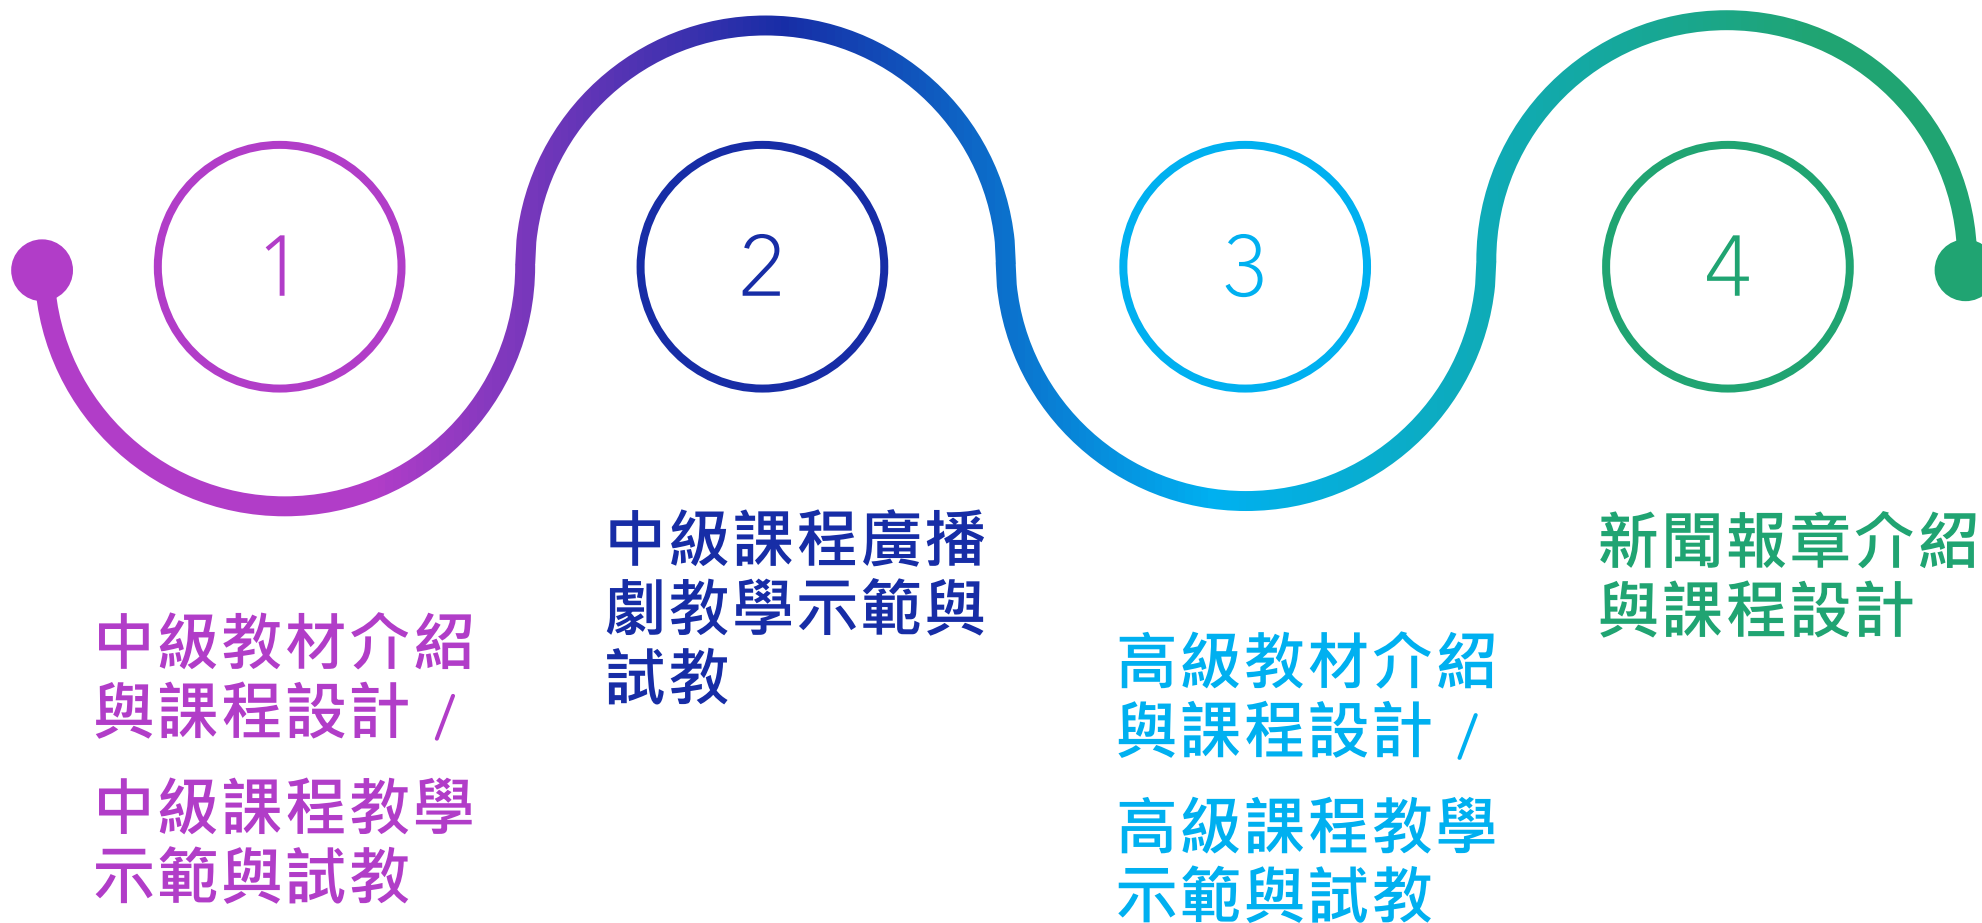 1
中級教材介紹
與課程設計 /
中級課程教學
示範與試教
2
中級課程廣播
劇教學示範與
試教
3
高級教材介紹
與課程設計 /
高級課程教學
示範與試教
4
新聞報章介紹
與課程設計